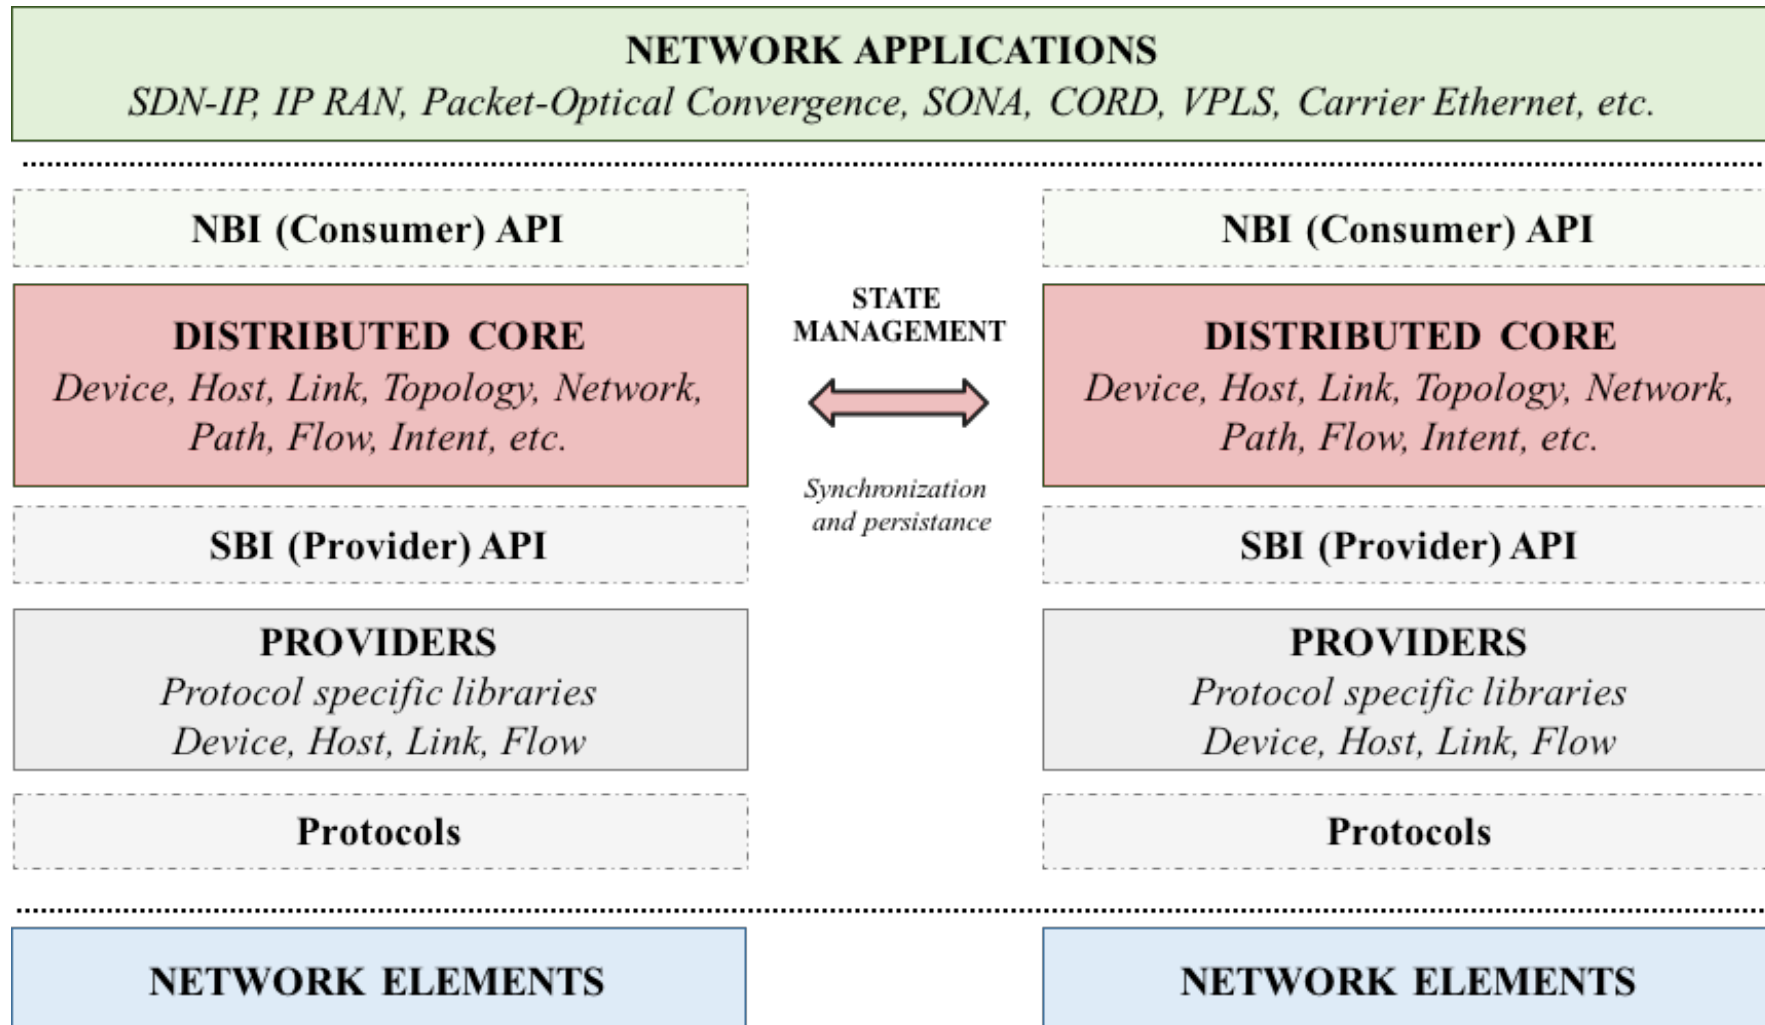 NETWORK APPLICATIONS
SDN-IP, IP RAN, Packet-Optical Convergence, SONA, CORD, VPLS, Carrier Ethernet, etc.
NBI (Consumer) API
DISTRIBUTED CORE
Device, Host, Link, Topology, Network,
Path, Flow, Intent, etc.
SBI (Provider) API
PROVIDERS
Protocol specific libraries
Device, Host, Link, Flow
Protocols
NETWORK ELEMENTS
STATE
MANAGEMENT
Synchronization
and persistance
NBI (Consumer) API
DISTRIBUTED CORE
Device, Host, Link, Topology, Network,
Path, Flow, Intent, etc.
SBI (Provider) API
PROVIDERS
Protocol specific libraries
Device, Host, Link, Flow
Protocols
NETWORK ELEMENTS